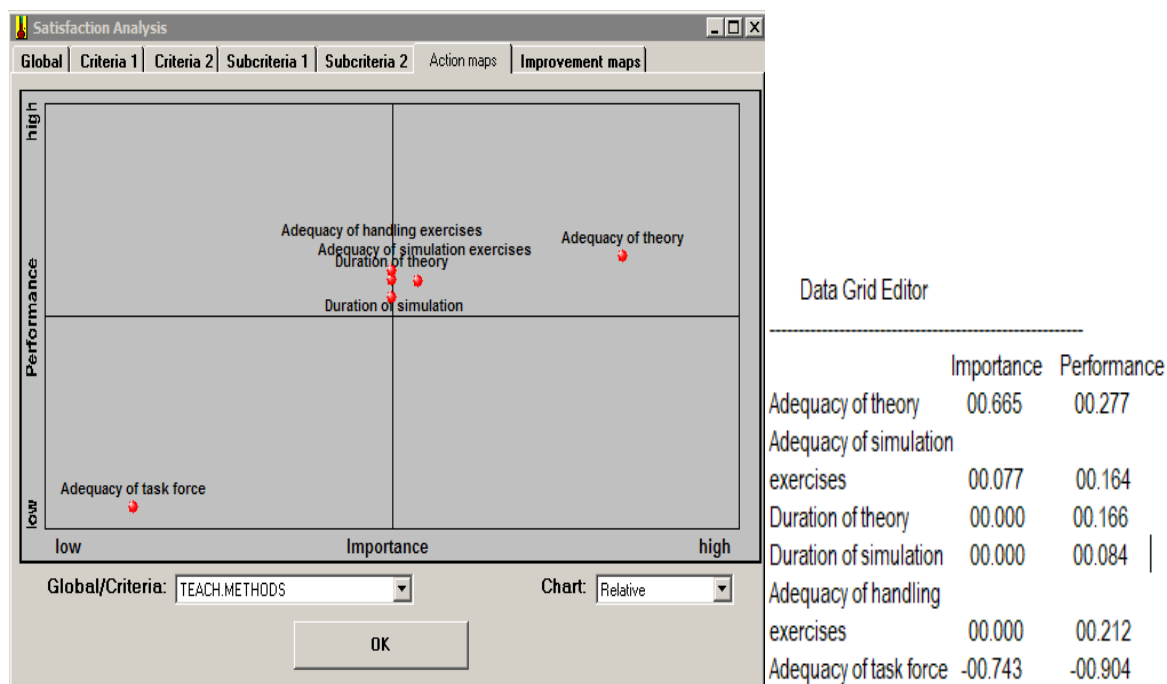 Satisfaction Analysis
Global Criteria 1 Criteria 2 Subcriteria 1 Subcriteria 2 Action maps Improvement maps
high
Performance
low
Adequacy of handling exercises
Adequacy of simulation exercises
Adequacy of theory
Duration of theory
Duration of simulation
Adequacy of task force
low Importance high
Global/Criteria: TEACH.METHODS Chart: Relative
OK
Data Grid Editor
------------------------------------------------------
Importance Performance
Adequacy of theory 00.665 00.277
Adequacy of simulation
exercises 00.077 00.164
Duration of theory 00.000 00.166
Duration of simulation 00.000 00.084
Adequacy of handling
exercises 00.000 00.212
Adequacy of task force -00.743 -00.904